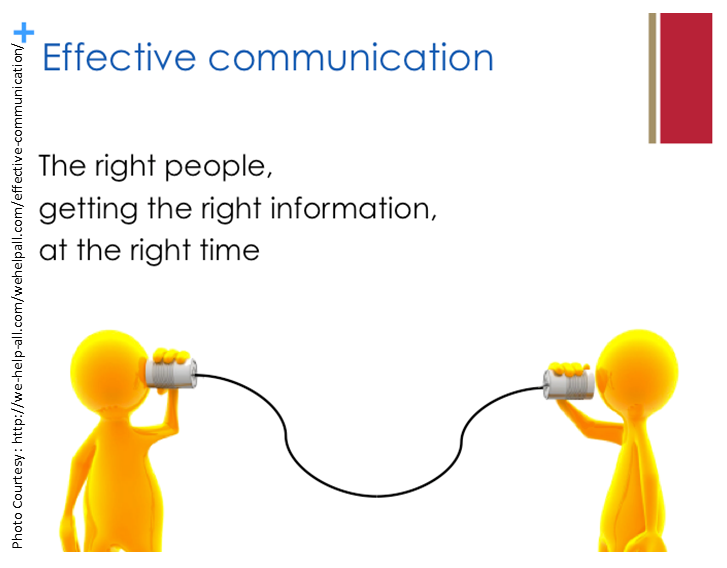 +
Effective communication
The right people,
getting the right information,
at the right time
Photo Courtesy: http://we-help-all.com/wehelpall.com/effective-communication/